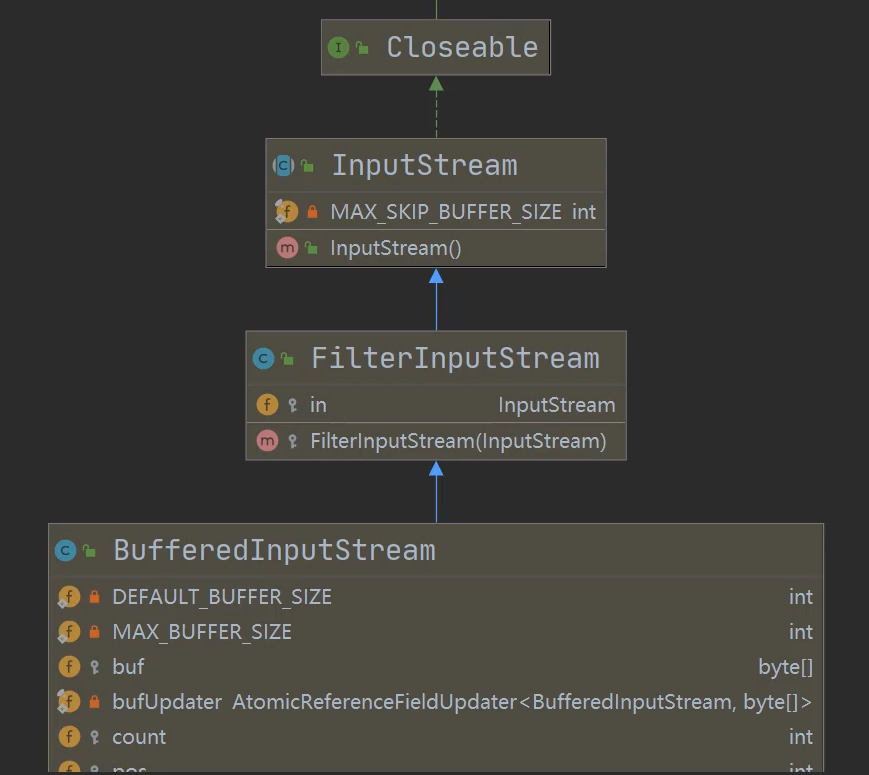 Closeable
InputStream
MAX_SKIP_BUFFER_SIZE int
InputStream()
FilterInputStream
in InputStream
FilterInputStream(InputStream)
BufferedInputStream
DEFAULT_BUFFER_SIZE int
MAX_BUFFER_SIZE int
buf byte[]
bufUpdater AtomicReferenceFieldUpdater<BufferedInputStream, byte[]>
count int
pos int